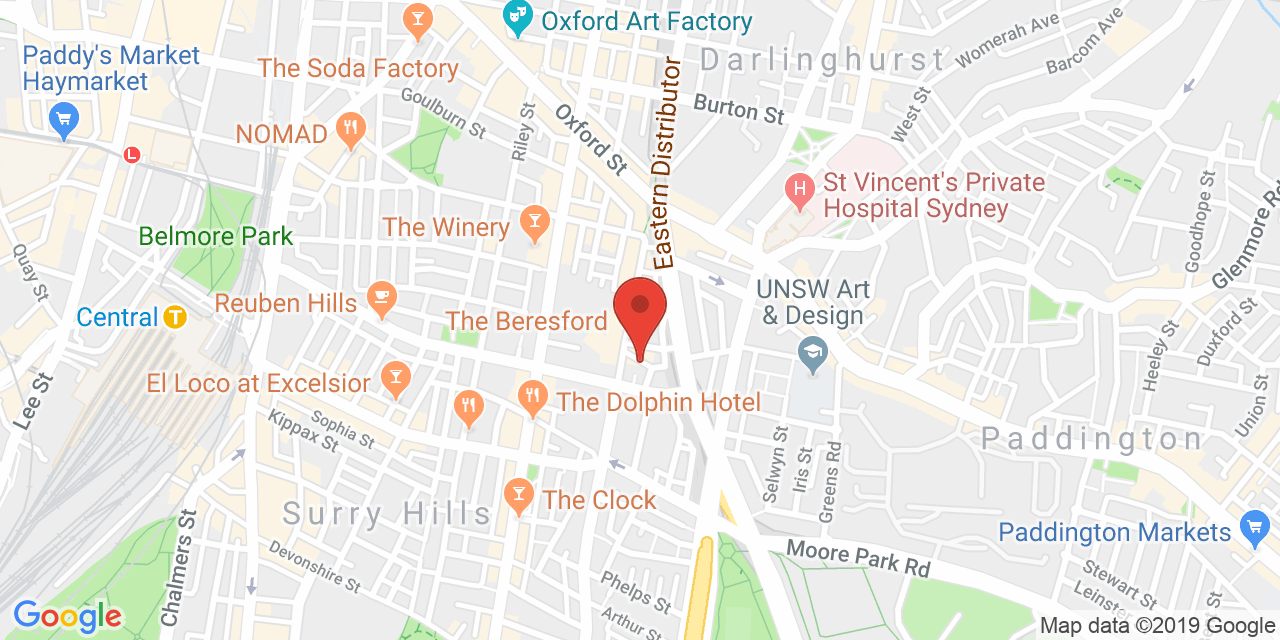 Paddy's Market
Haymarket
Oxford Art Factory
Darlinghurst
Womerah Ave
Barcom Ave
The Soda Factory
Goulburn St
Riley St
Oxford St
Eastern Distributor
Burton St
West St
NOMAD
L
H
St Vincent's Private
Hospital Sydney
Goodhope St
Glenmore Rd
The Winery
Belmore Park
Quay St
Central
T
Reuben Hills
The Beresford
UNSW Art
& Design
Duxford St
Heeley St
Union St
El Loco at Excelsior
The Dolphin Hotel
Lee St
Kippax St
Sophia St
Paddington
Selwyn St
Iris St
Greens Rd
The Clock
Surry Hills
Chalmers St
Devonshire St
Moore Park Rd
Paddington Markets
Phelps St
Arthur St
Stewart St
Leinster
St
Google
Map data ©2019 Google